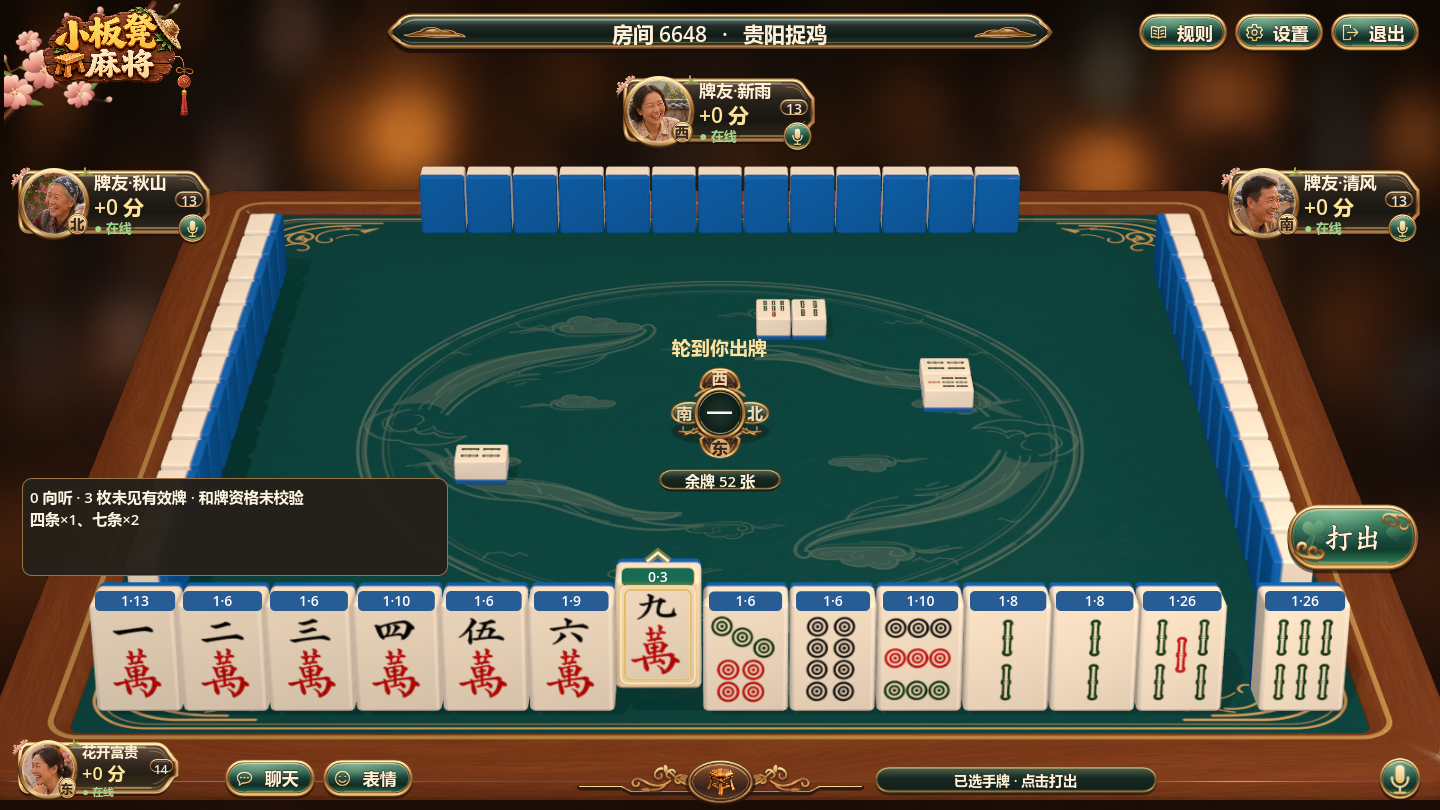 小板凳
麻将
房间 6648 · 贵阳捉鸡
规则
设置
退出
牌友·新雨
+0 分
13
西
在线
牌友·秋山
+0 分
13
北
在线
牌友·清风
+0 分
13
南
在线
轮到你出牌
西
南
一
北
东
余牌 52 张
0 向听 · 3 枚未见有效牌 · 和牌资格未校验
四条×1、七条×2
打出
1·13
1·6
1·6
1·10
1·6
1·9
0·3
1·6
1·6
1·10
1·8
1·8
1·26
1·26
一萬
二萬
三萬
四萬
伍萬
六萬
九萬
花开富贵
+0 分
14
东
在线
聊天
表情
已选手牌 · 点击打出